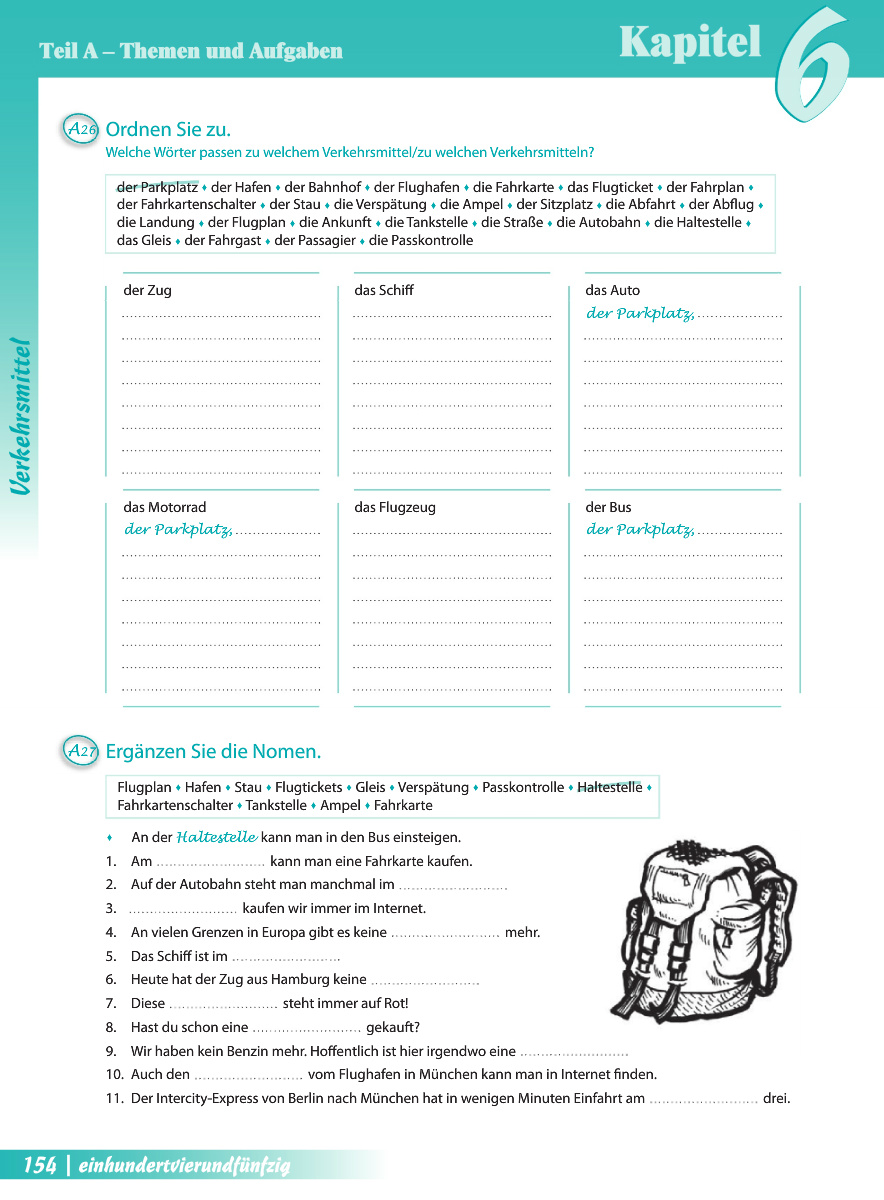 Teil A – Themen und Aufgaben
Kapitel 6
A26 Ordnen Sie zu.
Welche Wörter passen zu welchem Verkehrsmittel/zu welchen Verkehrsmitteln?
der Parkplatz ♦ der Hafen ♦ der Bahnhof ♦ der Flughafen ♦ die Fahrkarte ♦ das Flugticket ♦ der Fahrplan ♦
der Fahrkartenschalter ♦ der Stau ♦ die Verspätung ♦ die Ampel ♦ der Sitzplatz ♦ die Abfahrt ♦ der Abflug ♦
die Landung ♦ der Flugplan ♦ die Ankunft ♦ die Tankstelle ♦ die Straße ♦ die Autobahn ♦ die Haltestelle ♦
das Gleis ♦ der Fahrgast ♦ der Passagier ♦ die Passkontrolle
der Zug
das Schiff
das Auto
der Parkplatz, ....................
das Motorrad
der Parkplatz, ....................
das Flugzeug
der Bus
der Parkplatz, ....................
Verkehrsmittel
A27 Ergänzen Sie die Nomen.
Flugplan ♦ Hafen ♦ Stau ♦ Flugtickets ♦ Gleis ♦ Verspätung ♦ Passkontrolle ♦ Haltestelle ♦
Fahrkartenschalter ♦ Tankstelle ♦ Ampel ♦ Fahrkarte
♦ An der Haltestelle kann man in den Bus einsteigen.
1. Am .......................... kann man eine Fahrkarte kaufen.
2. Auf der Autobahn steht man manchmal im ..........................
3. .......................... kaufen wir immer im Internet.
4. An vielen Grenzen in Europa gibt es keine .......................... mehr.
5. Das Schiff ist im ..........................
6. Heute hat der Zug aus Hamburg keine ..........................
7. Diese .......................... steht immer auf Rot!
8. Hast du schon eine .......................... gekauft?
9. Wir haben kein Benzin mehr. Hoffentlich ist hier irgendwo eine ..........................
10. Auch den .......................... vom Flughafen in München kann man in Internet finden.
11. Der Intercity-Express von Berlin nach München hat in wenigen Minuten Einfahrt am .......................... drei.
154 | einhundertvierundfünfzig